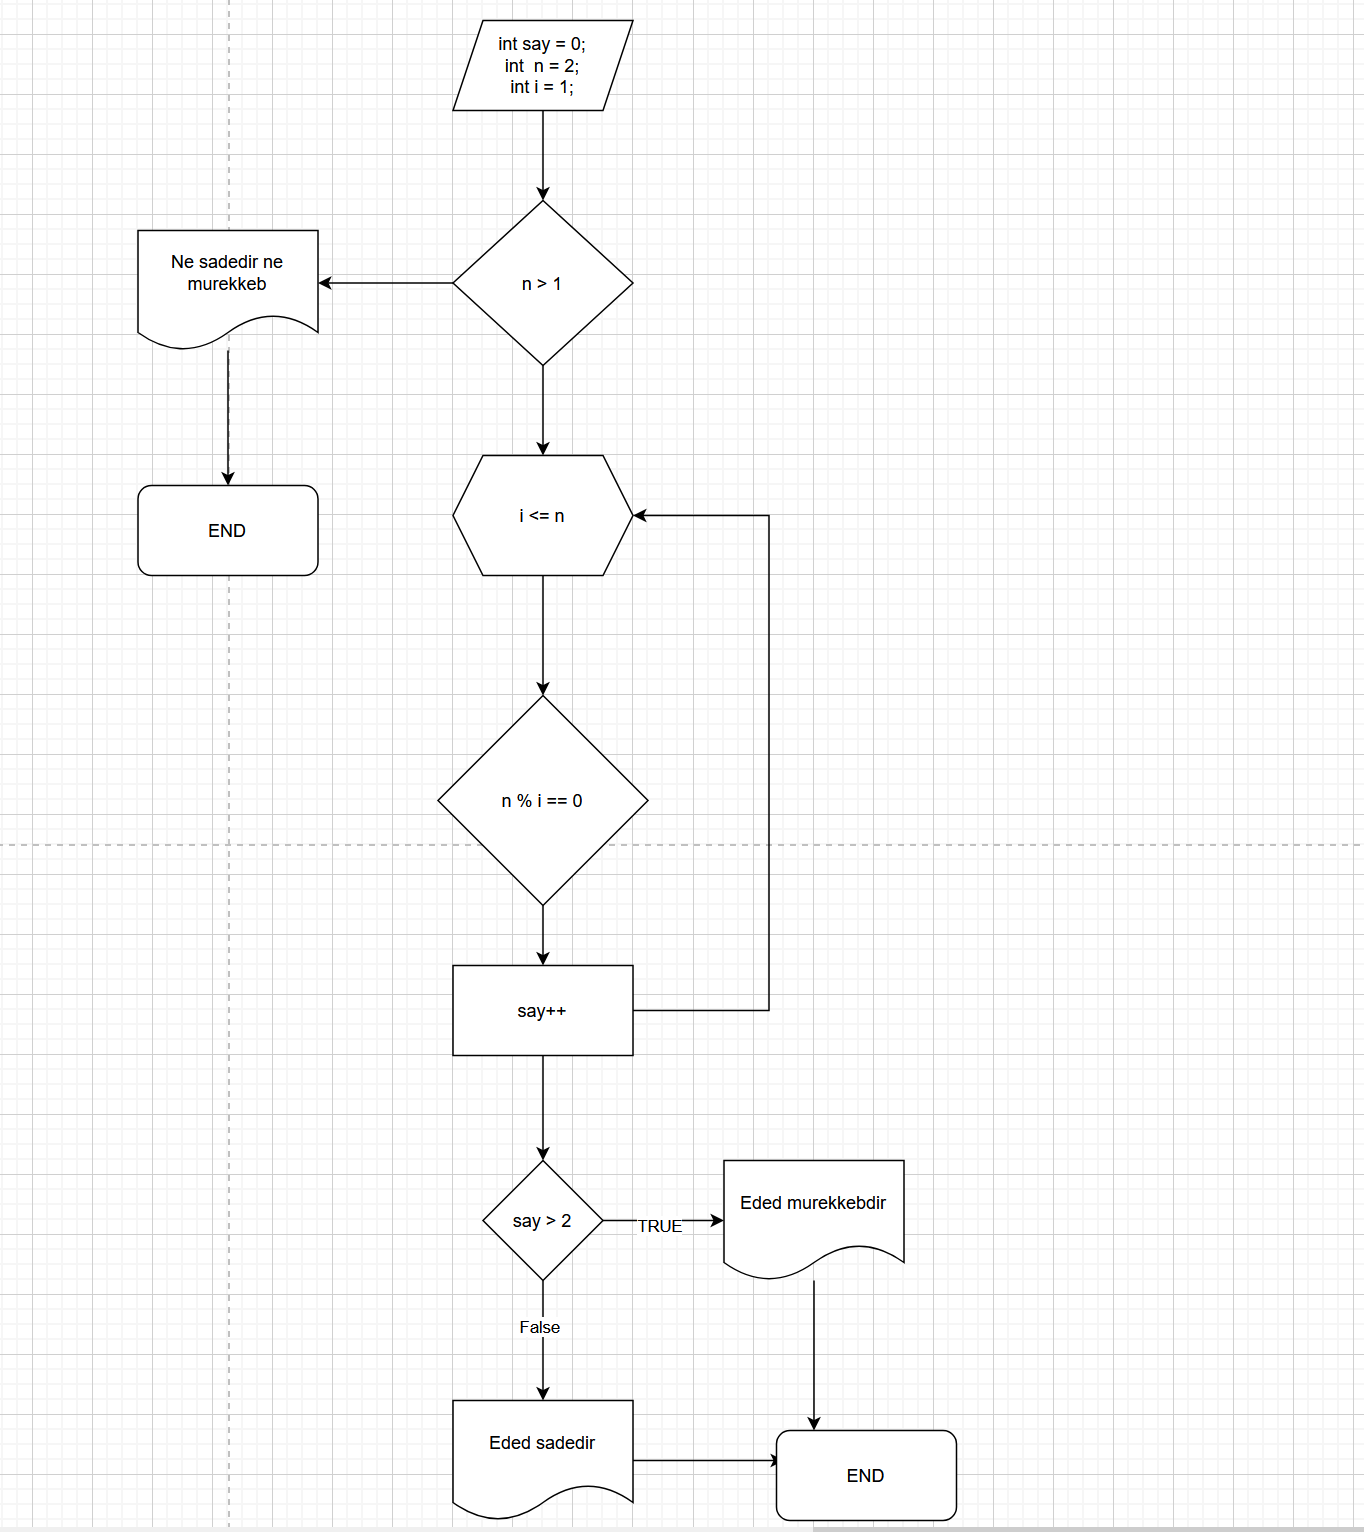 int say = 0;
int n = 2;
int i = 1;
n > 1
Ne sadedir ne
murekkeb
END
i <= n
n % i == 0
say++
say > 2
TRUE
Eded murekkebdir
False
Eded sadedir
END